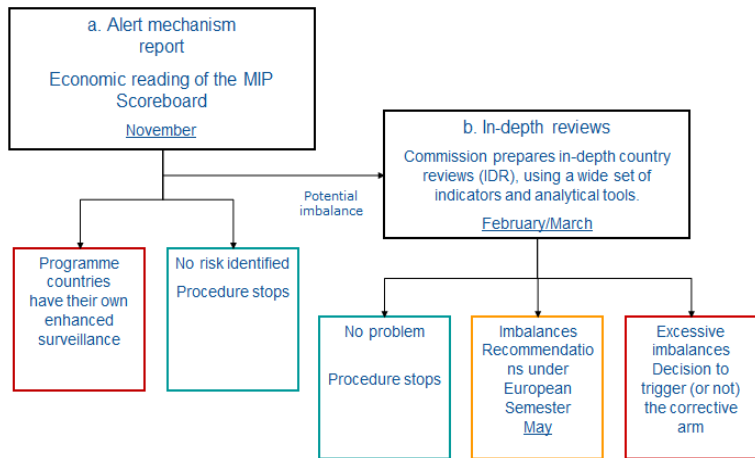 a. Alert mechanism
report
Economic reading of the MIP
Scoreboard
November
b. In-depth reviews
Commission prepares in-depth country
reviews (IDR), using a wide set of
indicators and analytical tools.
February/March
Potential
imbalance
Programme
countries
have their own
enhanced
surveillance
No risk identified
Procedure stops
No problem
Procedure stops
Imbalances
Recommendatio
ns under
European
Semester
May
Excessive
imbalances
Decision to
trigger (or not)
the corrective
arm